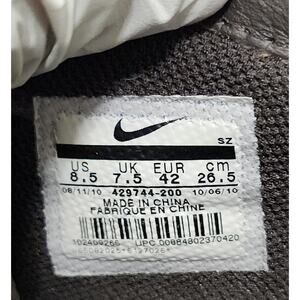 SZ
US UK EUR cm
8.5 7.5 42 26.5
08/11/10 429744-200 10/06/10
MADE IN CHINA
FABRIQUE EN CHINE
UPC 00884802370420